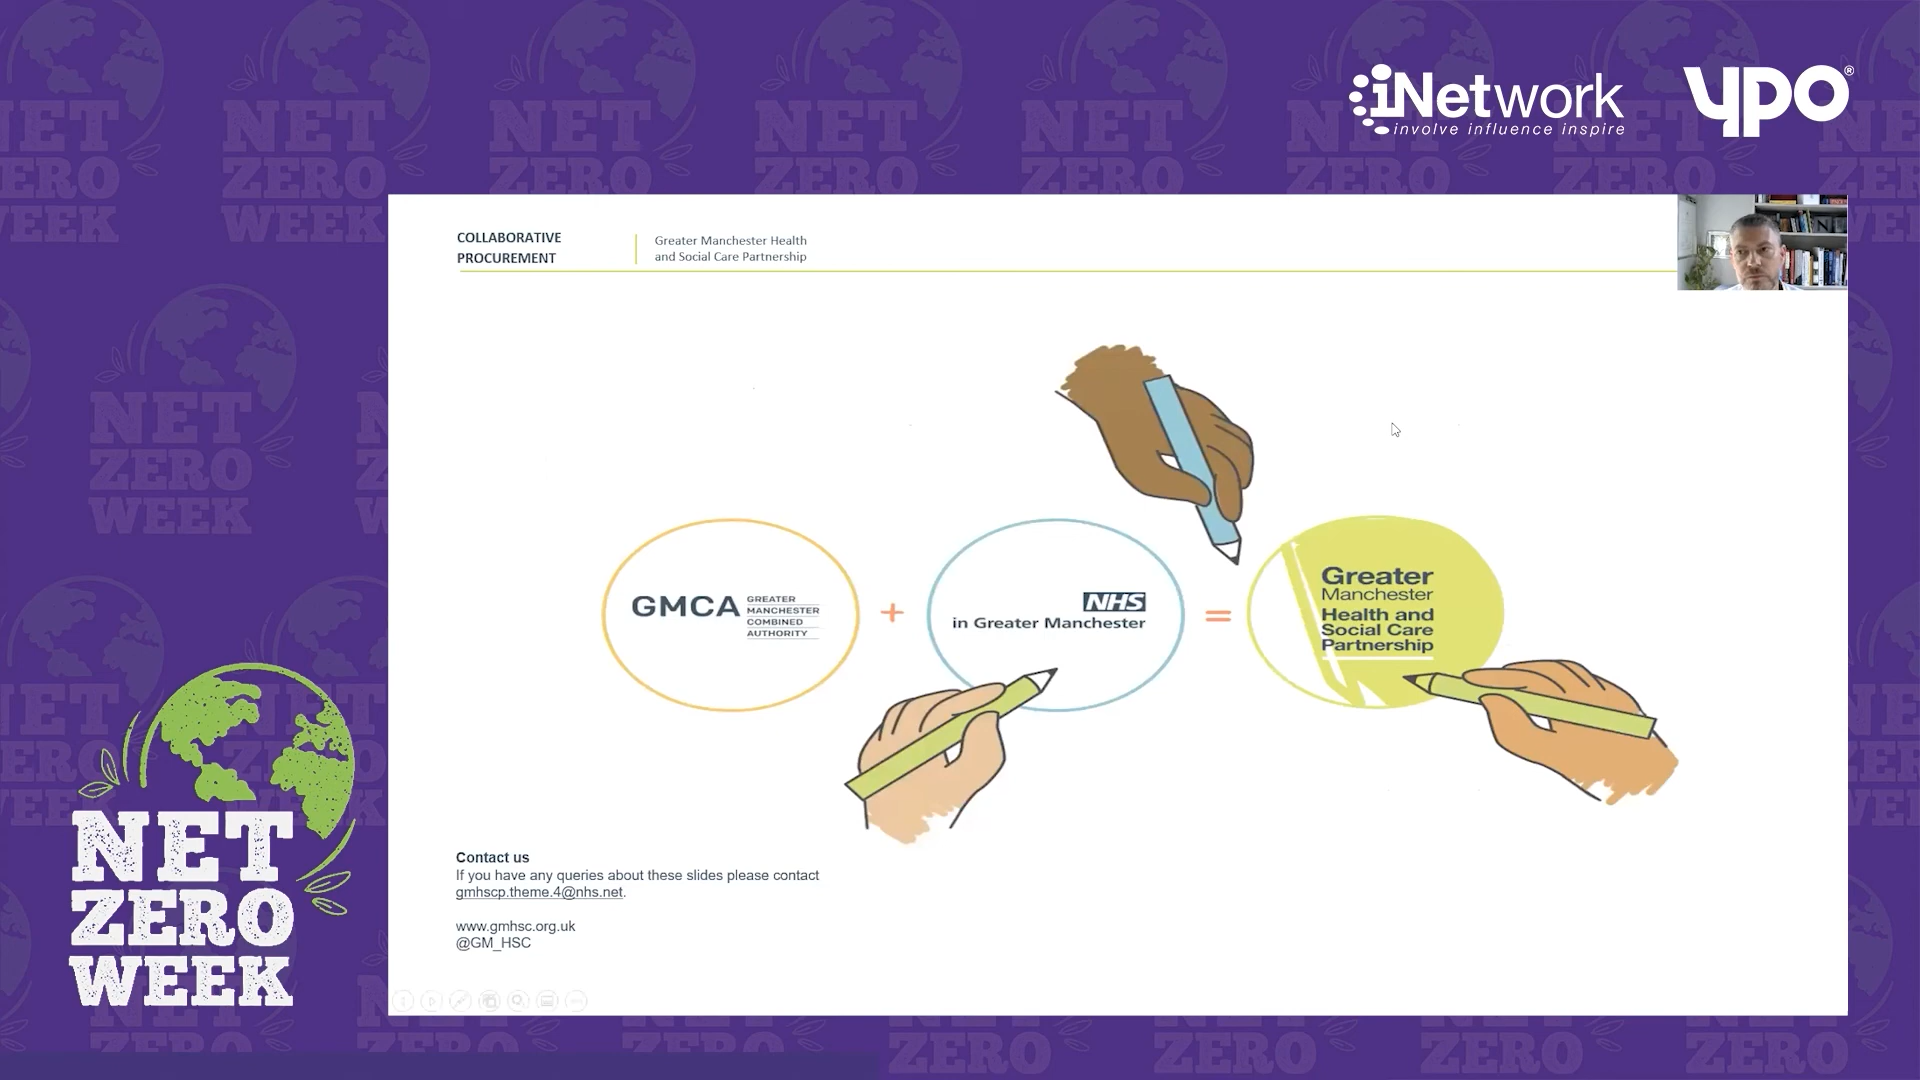 iNetwork
involve influence inspire
ypo®
COLLABORATIVE
PROCUREMENT
Greater Manchester Health
and Social Care Partnership
GMCA
GREATER
MANCHESTER
COMBINED
AUTHORITY
+
NHS
in Greater Manchester
=
Greater
Manchester
Health and
Social Care
Partnership
Contact us
If you have any queries about these slides please contact
gmhscp.theme.4@nhs.net.
www.gmhsc.org.uk
@GM_HSC
NET
ZERO
WEEK